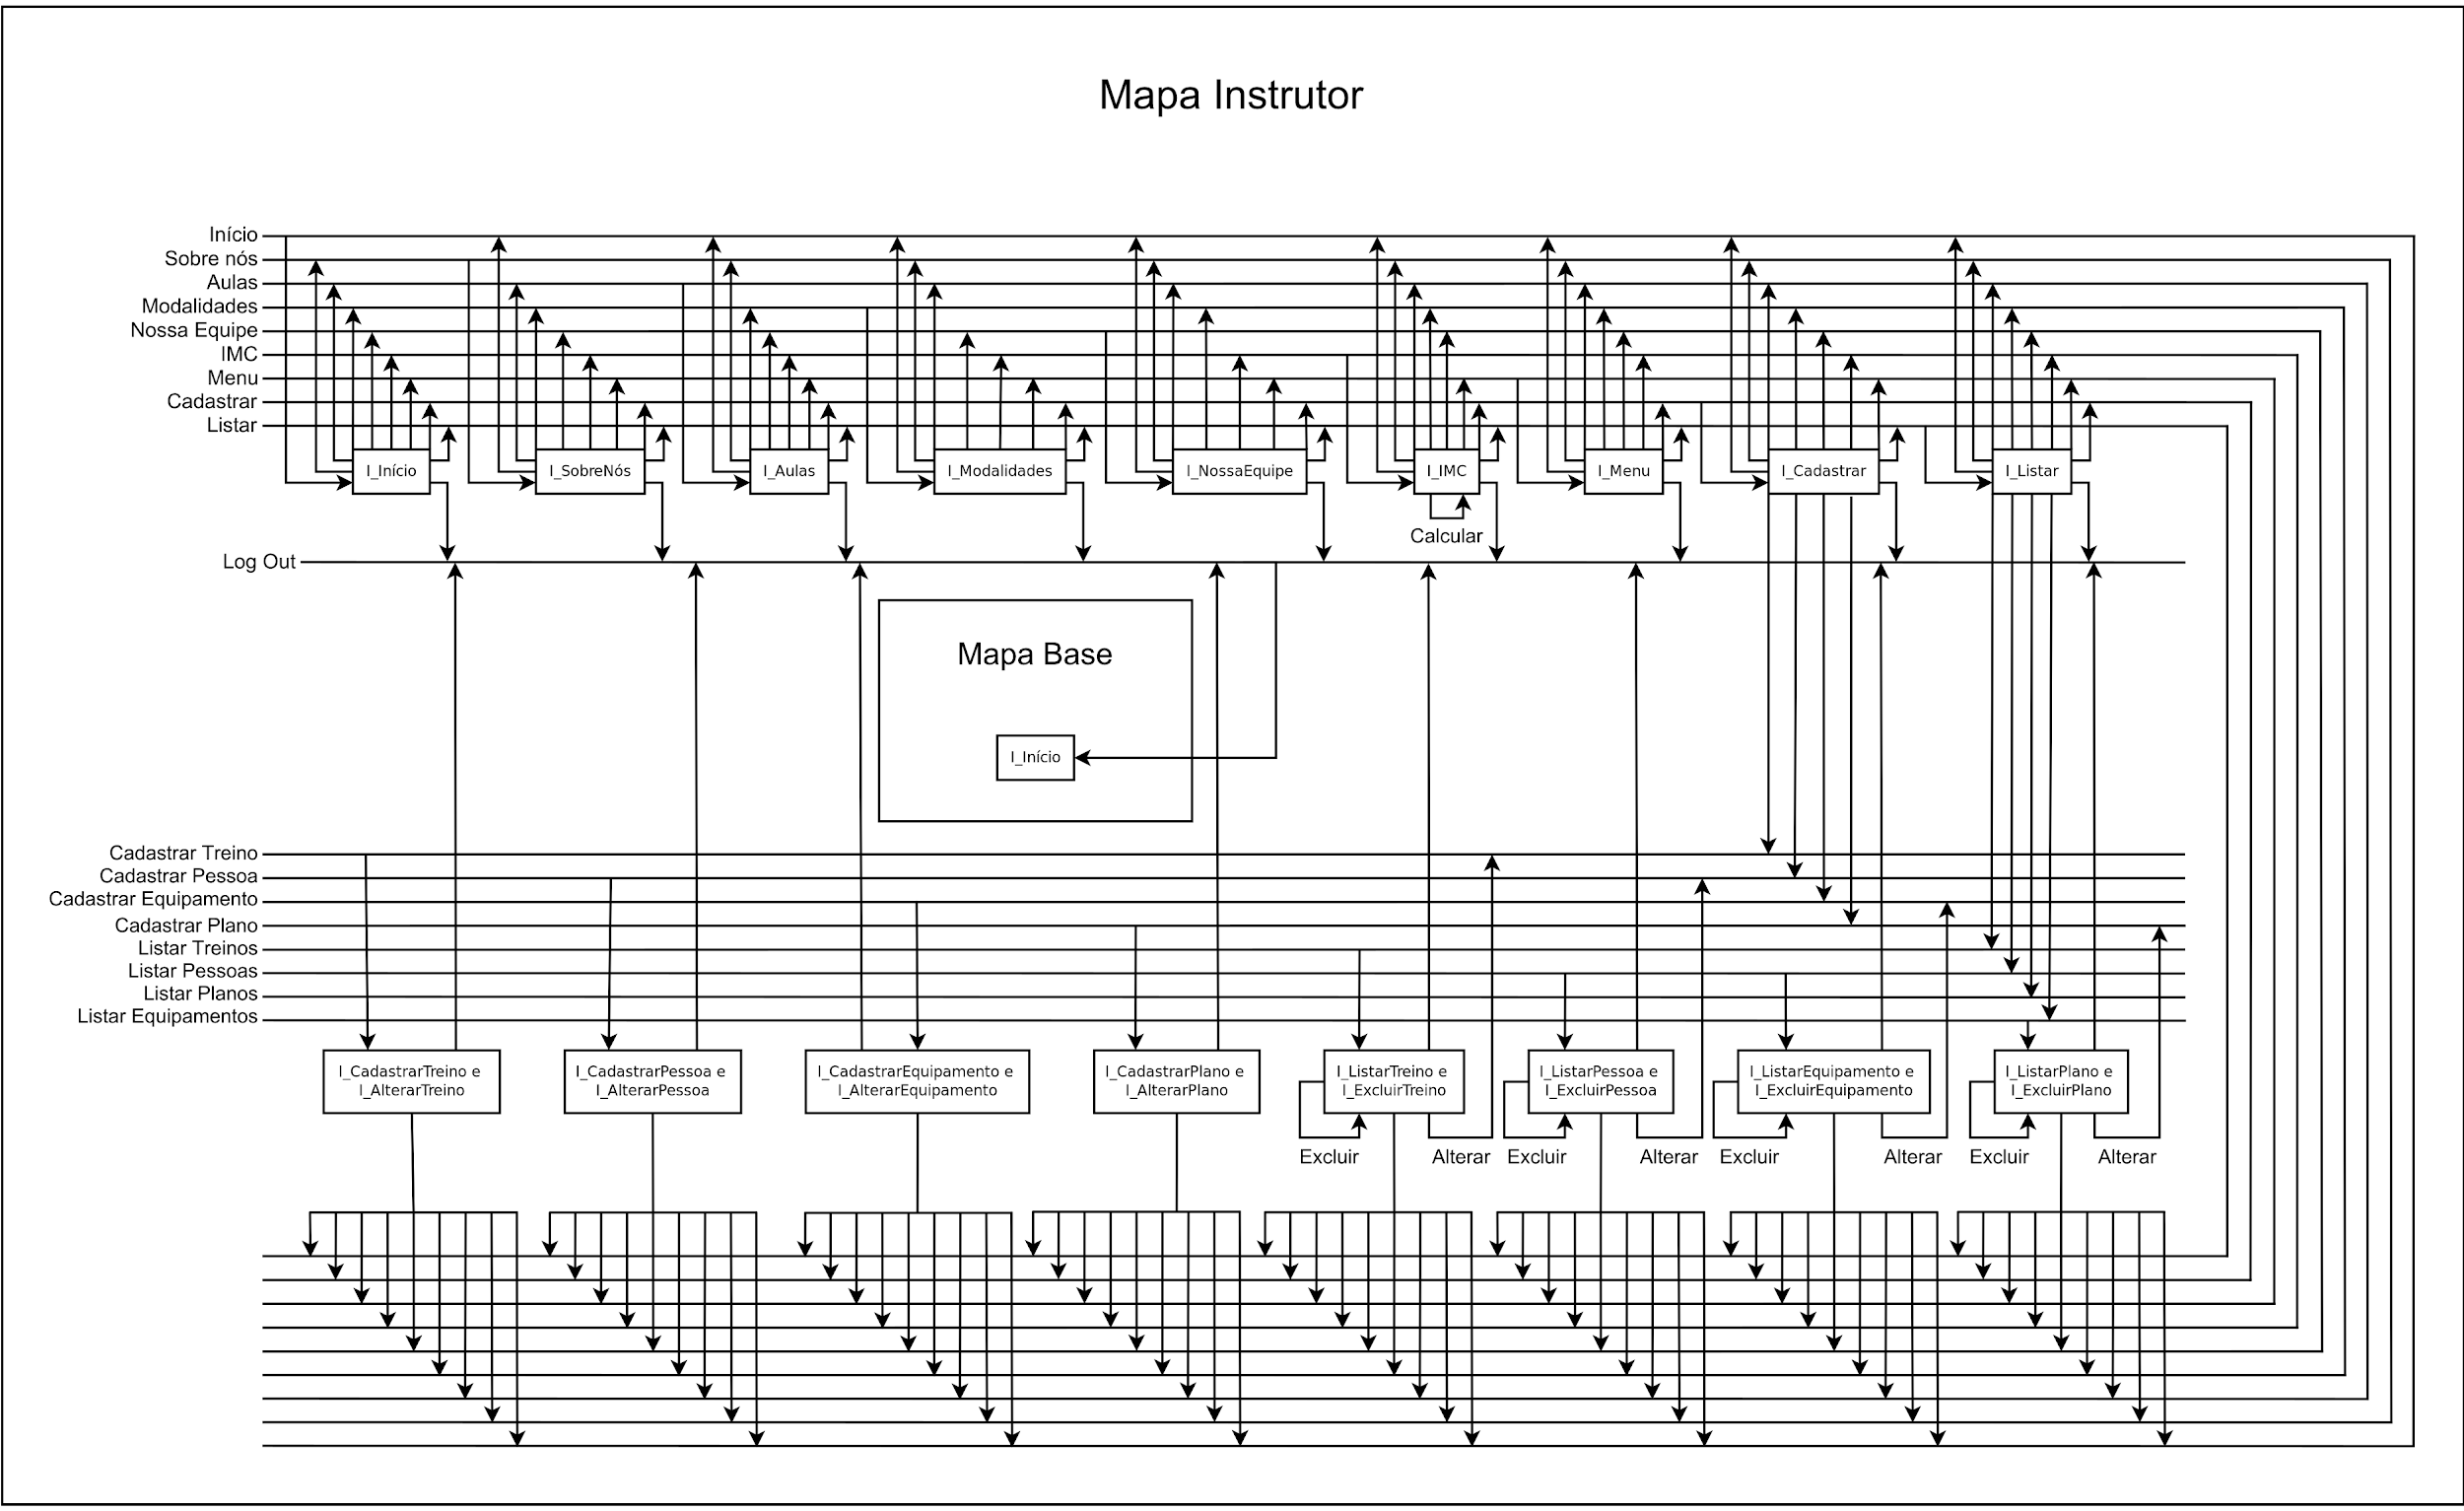 Mapa Instrutor
Início
Sobre nós
Aulas
Modalidades
Nossa Equipe
IMC
Menu
Cadastrar
Listar
I_Início
I_SobreNós
I_Aulas
I_Modalidades
I_NossaEquipe
I_IMC
I_Menu
I_Cadastrar
I_Listar
Calcular
Log Out
Mapa Base
I_Início
Cadastrar Treino
Cadastrar Pessoa
Cadastrar Equipamento
Cadastrar Plano
Listar Treinos
Listar Pessoas
Listar Planos
Listar Equipamentos
I_CadastrarTreino e
I_AlterarTreino
I_CadastrarPessoa e
I_AlterarPessoa
I_CadastrarEquipamento e
I_AlterarEquipamento
I_CadastrarPlano e
I_AlterarPlano
I_ListarTreino e
I_ExcluirTreino
I_ListarPessoa e
I_ExcluirPessoa
I_ListarEquipamento e
I_ExcluirEquipamento
I_ListarPlano e
I_ExcluirPlano
Excluir
Alterar
Excluir
Alterar
Excluir
Alterar
Excluir
Alterar